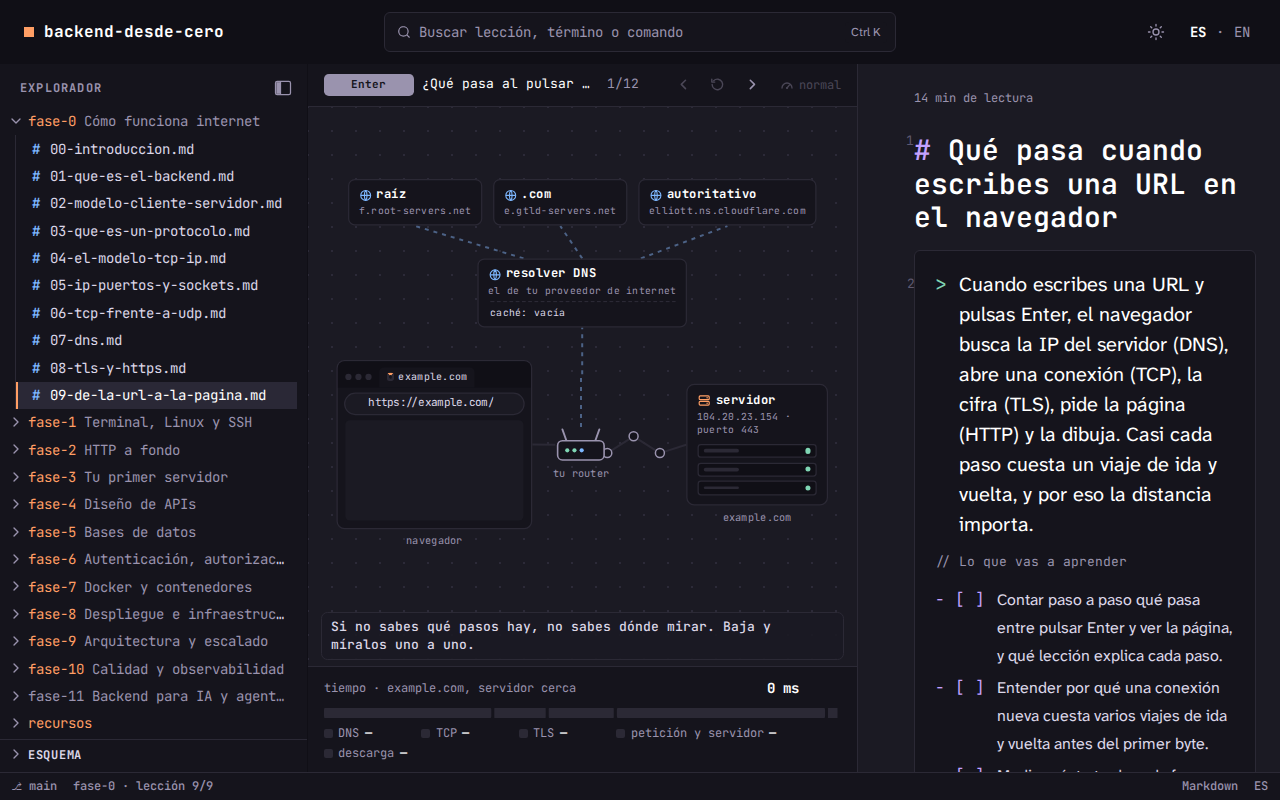 backend-desde-cero
Buscar lección, término o comando
Ctrl K
ES · EN
EXPLORADOR
fase-0 Cómo funciona internet
# 00-introduccion.md
# 01-que-es-el-backend.md
# 02-modelo-cliente-servidor.md
# 03-que-es-un-protocolo.md
# 04-el-modelo-tcp-ip.md
# 05-ip-puertos-y-sockets.md
# 06-tcp-frente-a-udp.md
# 07-dns.md
# 08-tls-y-https.md
# 09-de-la-url-a-la-pagina.md
fase-1 Terminal, Linux y SSH
fase-2 HTTP a fondo
fase-3 Tu primer servidor
fase-4 Diseño de APIs
fase-5 Bases de datos
fase-6 Autenticación, autorizac…
fase-7 Docker y contenedores
fase-8 Despliegue e infraestruc…
fase-9 Arquitectura y escalado
fase-10 Calidad y observabilidad
fase-11 Backend para IA y agent…
recursos
ESQUEMA
Enter
¿Qué pasa al pulsar …
1/12
normal
raíz
f.root-servers.net
.com
e.gtld-servers.net
autoritativo
elliott.ns.cloudflare.com
resolver DNS
el de tu proveedor de internet
caché: vacía
example.com
https://example.com/
navegador
tu router
servidor
104.20.23.154 ·
puerto 443
example.com
Si no sabes qué pasos hay, no sabes dónde mirar. Baja y
míralos uno a uno.
tiempo · example.com, servidor cerca
0 ms
DNS —
TCP —
TLS —
petición y servidor —
descarga —
14 min de lectura
1
# Qué pasa cuando
escribes una URL en
el navegador
2
> Cuando escribes una URL y
pulsas Enter, el navegador
busca la IP del servidor (DNS),
abre una conexión (TCP), la
cifra (TLS), pide la página
(HTTP) y la dibuja. Casi cada
paso cuesta un viaje de ida y
vuelta, y por eso la distancia
importa.
// Lo que vas a aprender
- [ ] Contar paso a paso qué pasa
entre pulsar Enter y ver la página,
y qué lección explica cada paso.
- [ ] Entender por qué una conexión
nueva cuesta varios viajes de ida
y vuelta antes del primer byte.
main
fase-0 · lección 9/9
Markdown
ES